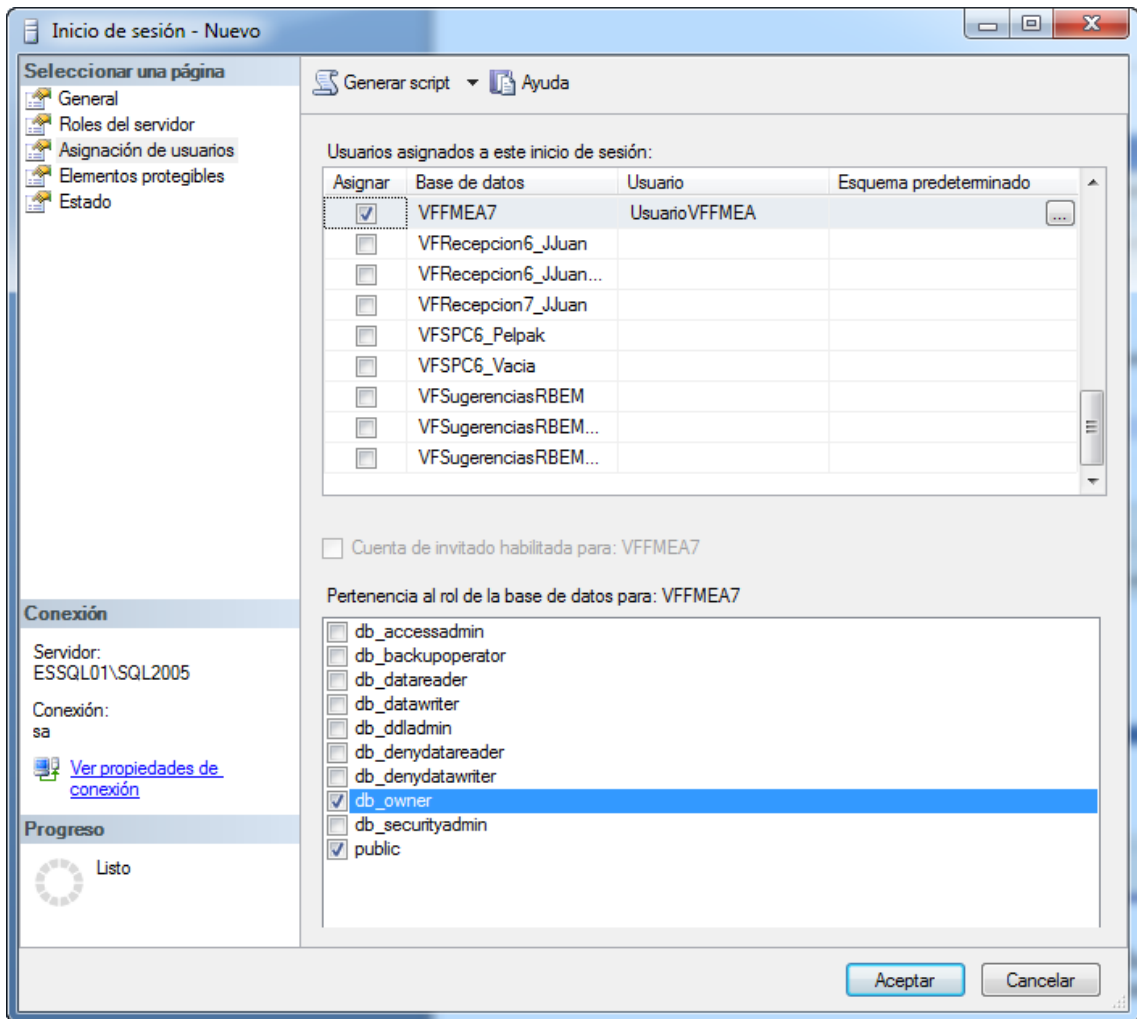 Inicio de sesión - Nuevo
Seleccionar una página
General
Roles del servidor
Asignación de usuarios
Elementos protegibles
Estado
Generar script
Ayuda
Usuarios asignados a este inicio de sesión:
Asignar Base de datos Usuario Esquema predeterminado
VFFMEA7 UsuarioVFFMEA ...
VFRecepcion6_JJuan
VFRecepcion6_JJuan...
VFRecepcion7_JJuan
VFSPC6_Pelpak
VFSPC6_Vacia
VFSugerenciasRBEM
VFSugerenciasRBEM...
VFSugerenciasRBEM...
Cuenta de invitado habilitada para: VFFMEA7
Pertenencia al rol de la base de datos para: VFFMEA7
db_accessadmin
db_backupoperator
db_datareader
db_datawriter
db_ddladmin
db_denydatareader
db_denydatawriter
db_owner
db_securityadmin
public
Conexión
Servidor:
ESSQL01\SQL2005
Conexión:
sa
Ver propiedades de
conexión
Progreso
Listo
Aceptar Cancelar